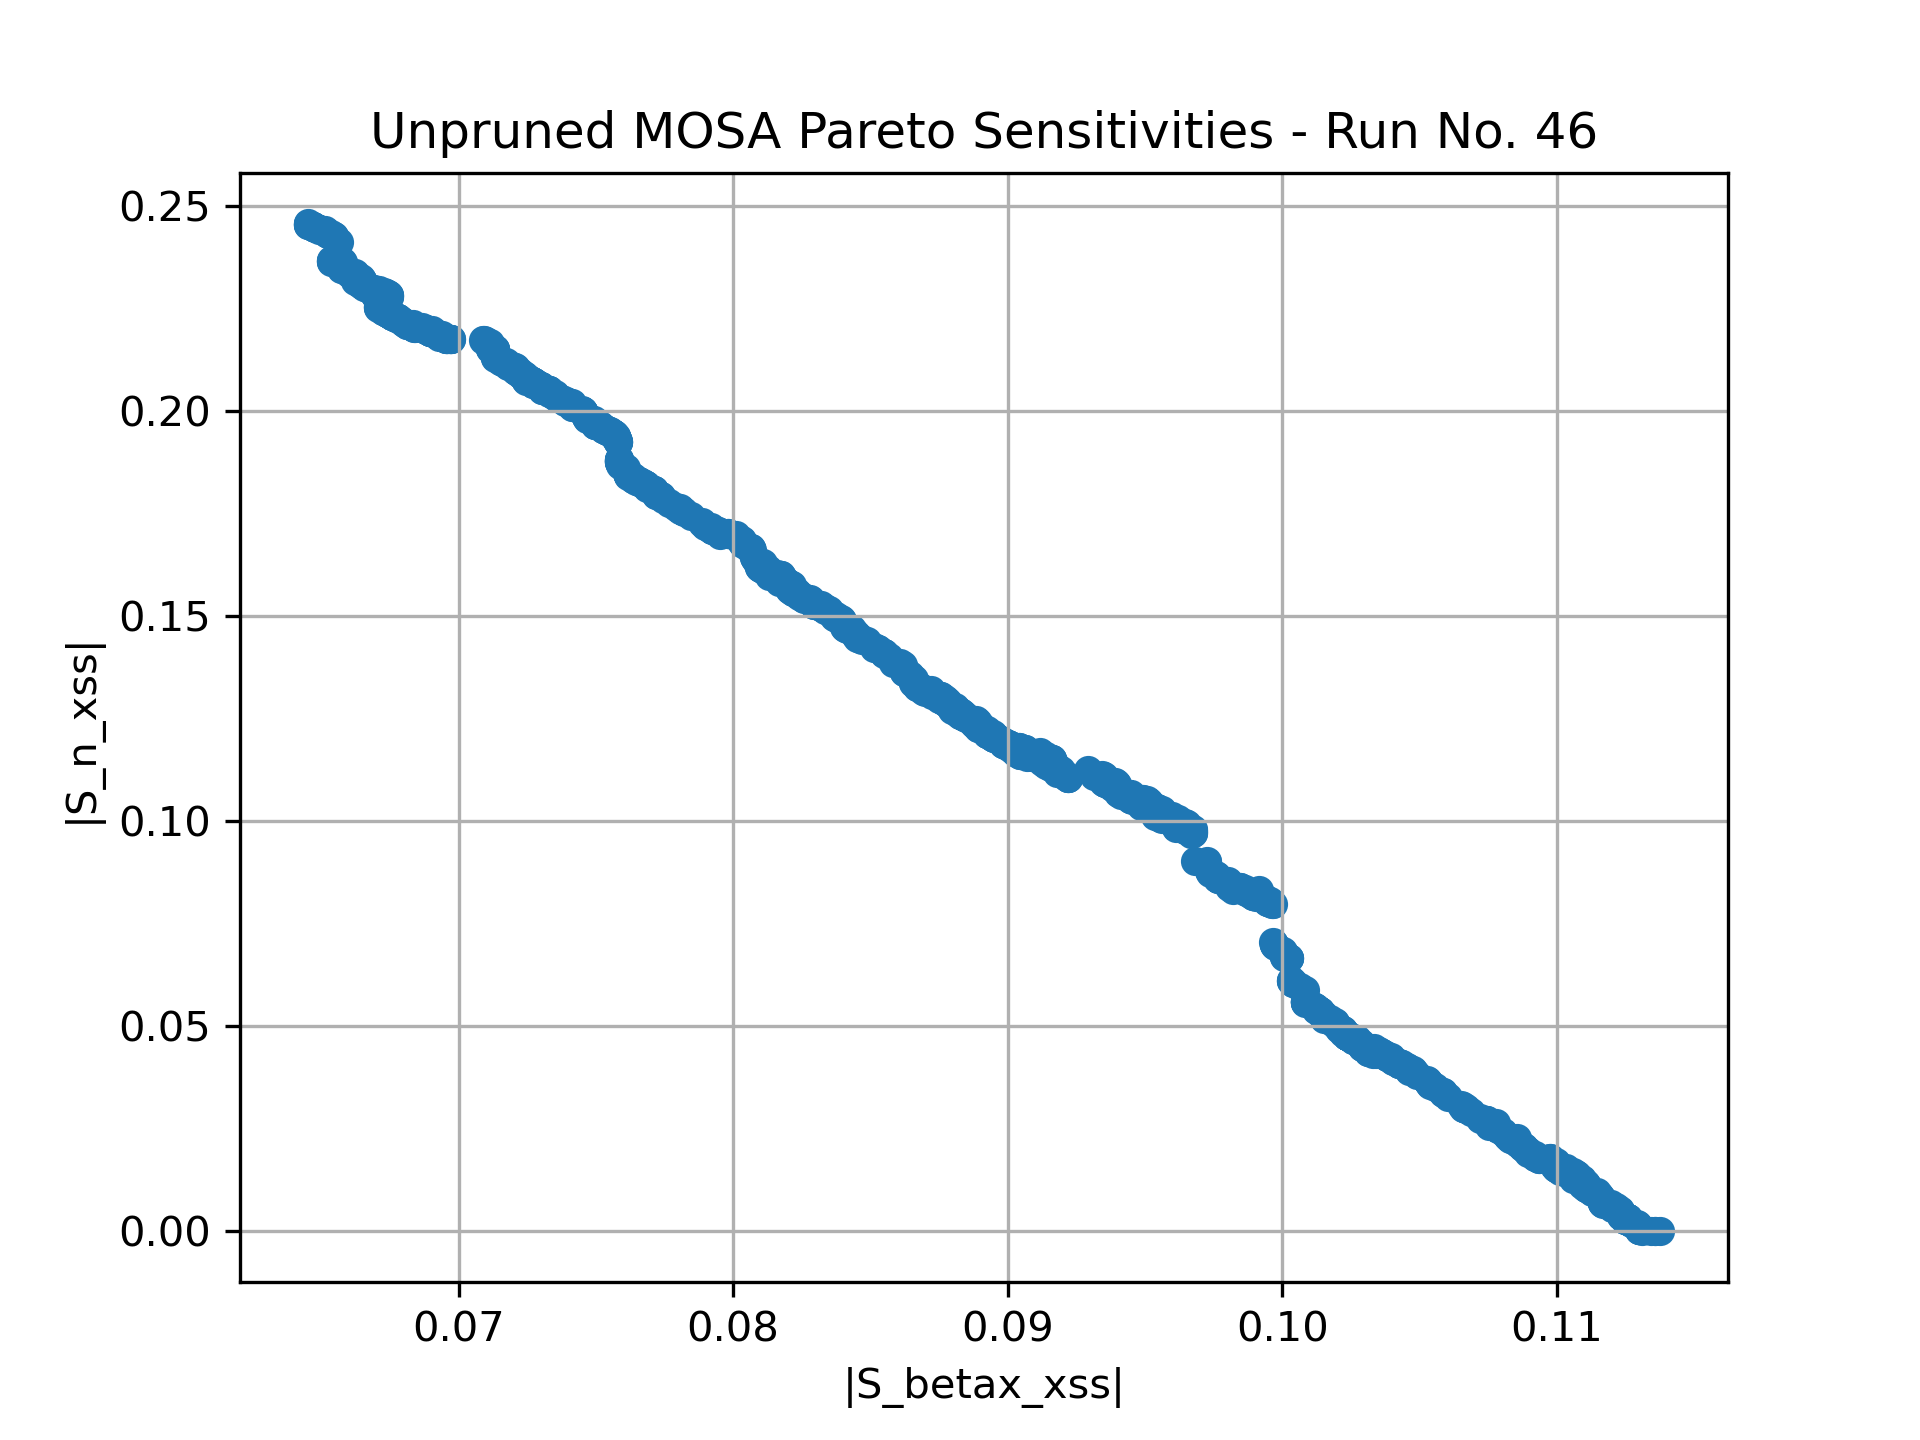 Unpruned MOSA Pareto Sensitivities - Run No. 46
0.25
0.20
0.15
0.10
0.05
0.00
|S_n_xss|
0.07 0.08 0.09 0.10 0.11
|S_betax_xss|